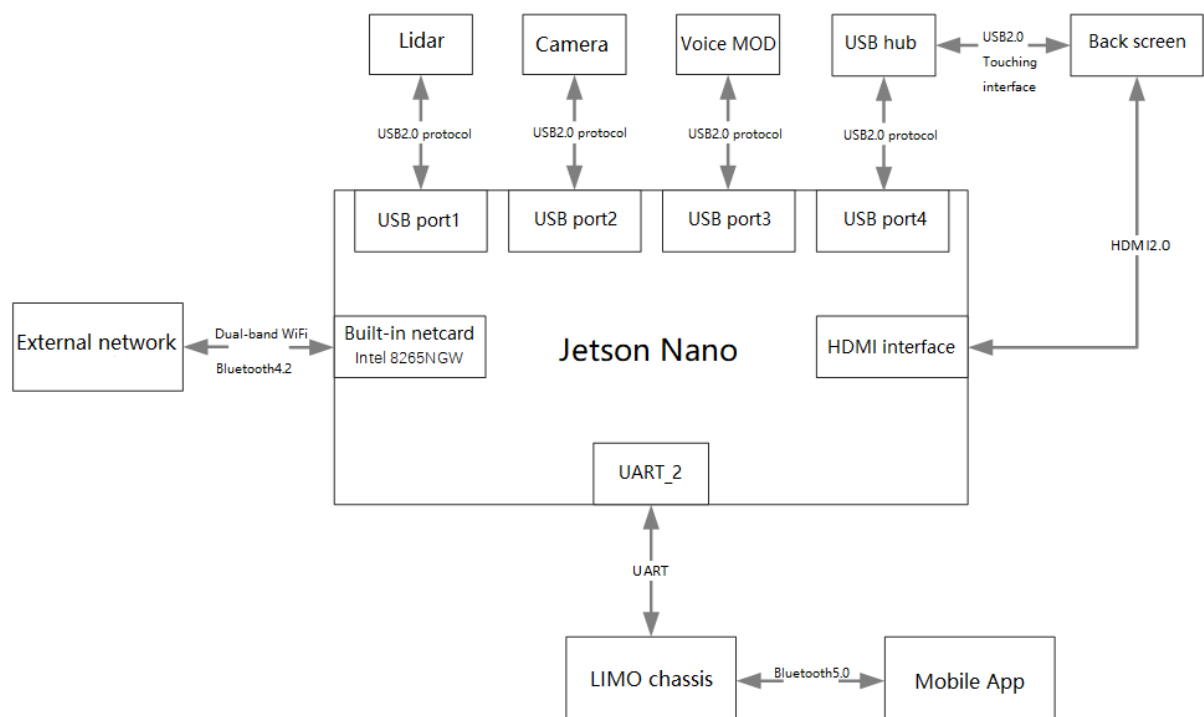 Lidar
Camera
Voice MOD
USB hub
USB2.0
Touching
interface
Back screen
USB2.0 protocol
USB2.0 protocol
USB2.0 protocol
USB2.0 protocol
USB port1
USB port2
USB port3
USB port4
HDMI2.0
External network
Dual-band WiFi
Bluetooth4.2
Built-in netcard
Intel 8265NGW
Jetson Nano
HDMI interface
UART_2
UART
LIMO chassis
Bluetooth5.0
Mobile App